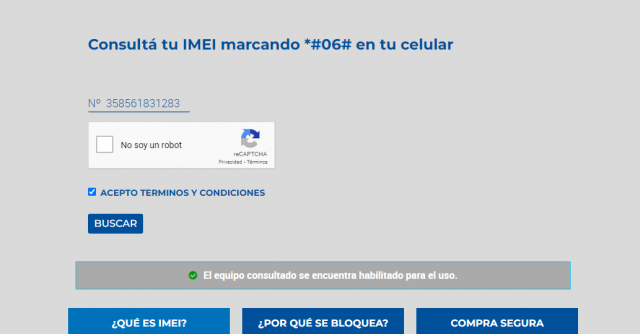 Consultá tu IMEI marcando *#06# en tu celular
Nº 358561831283
No soy un robot
reCAPTCHA
Privacidad - Términos
ACEPTO TERMINOS Y CONDICIONES
BUSCAR
El equipo consultado se encuentra habilitado para el uso.
¿QUÉ ES IMEI?
¿POR QUÉ SE BLOQUEA?
COMPRA SEGURA